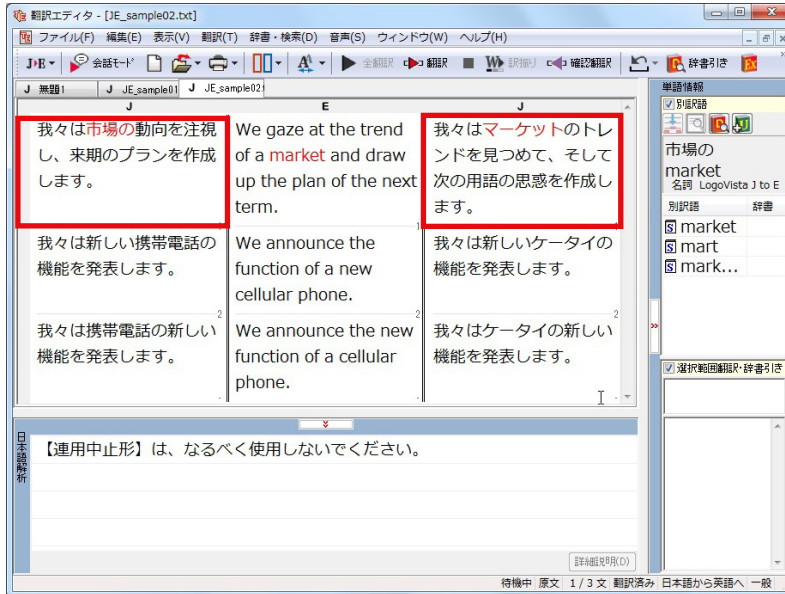 翻訳エディタ - [JE_sample02.txt]
ファイル(F) 編集(E) 表示(V) 翻訳(T) 辞書・検索(D) 音声(S) ウィンドウ(W) ヘルプ(H)
J▸E 会話モード 全翻訳 翻訳 訳振り 確認翻訳 辞書引き
J 無題1 J JE_sample01 J JE_sample02
単語情報
J E J
別訳語
我々は市場の動向を注視
し、来期のプランを作成
します。
1
We gaze at the trend
of a market and draw
up the plan of the next
term.
1
我々はマーケットのトレ
ンドを見つめて、そして
次の用語の思惑を作成し
ます。
1
我々は新しい携帯電話の
機能を発表します。
2
We announce the
function of a new
cellular phone.
2
我々は新しいケータイの
機能を発表します。
2
我々は携帯電話の新しい
機能を発表します。
We announce the new
function of a cellular
phone.
我々はケータイの新しい
機能を発表します。
市場の
market
名詞 LogoVista J to E
別訳語 辞書
S market
S mart
S mark...
選択範囲翻訳・辞書引き
日本語解析
【連用中止形】は、なるべく使用しないでください。
詳細説明(D)
待機中 原文 1 / 3 文 翻訳済み 日本語から英語へ 一般